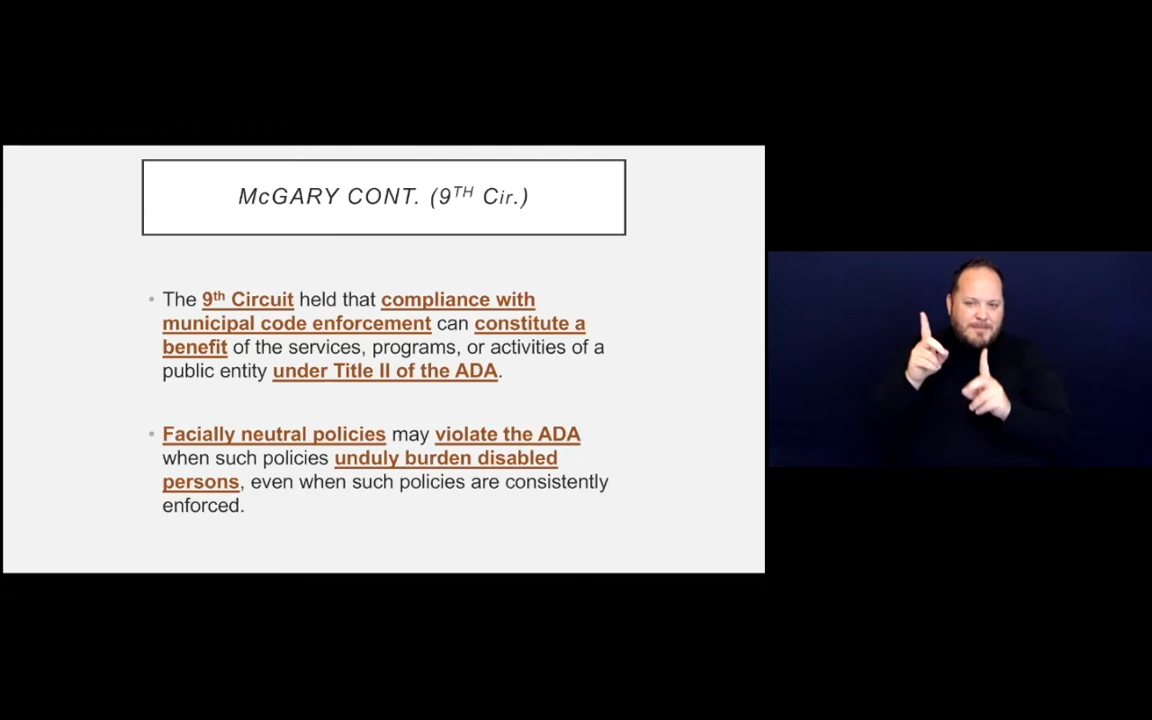 McGARY CONT. (9TH Cir.)
• The 9th Circuit held that compliance with
municipal code enforcement can constitute a
benefit of the services, programs, or activities of a
public entity under Title II of the ADA.
• Facially neutral policies may violate the ADA
when such policies unduly burden disabled
persons, even when such policies are consistently
enforced.